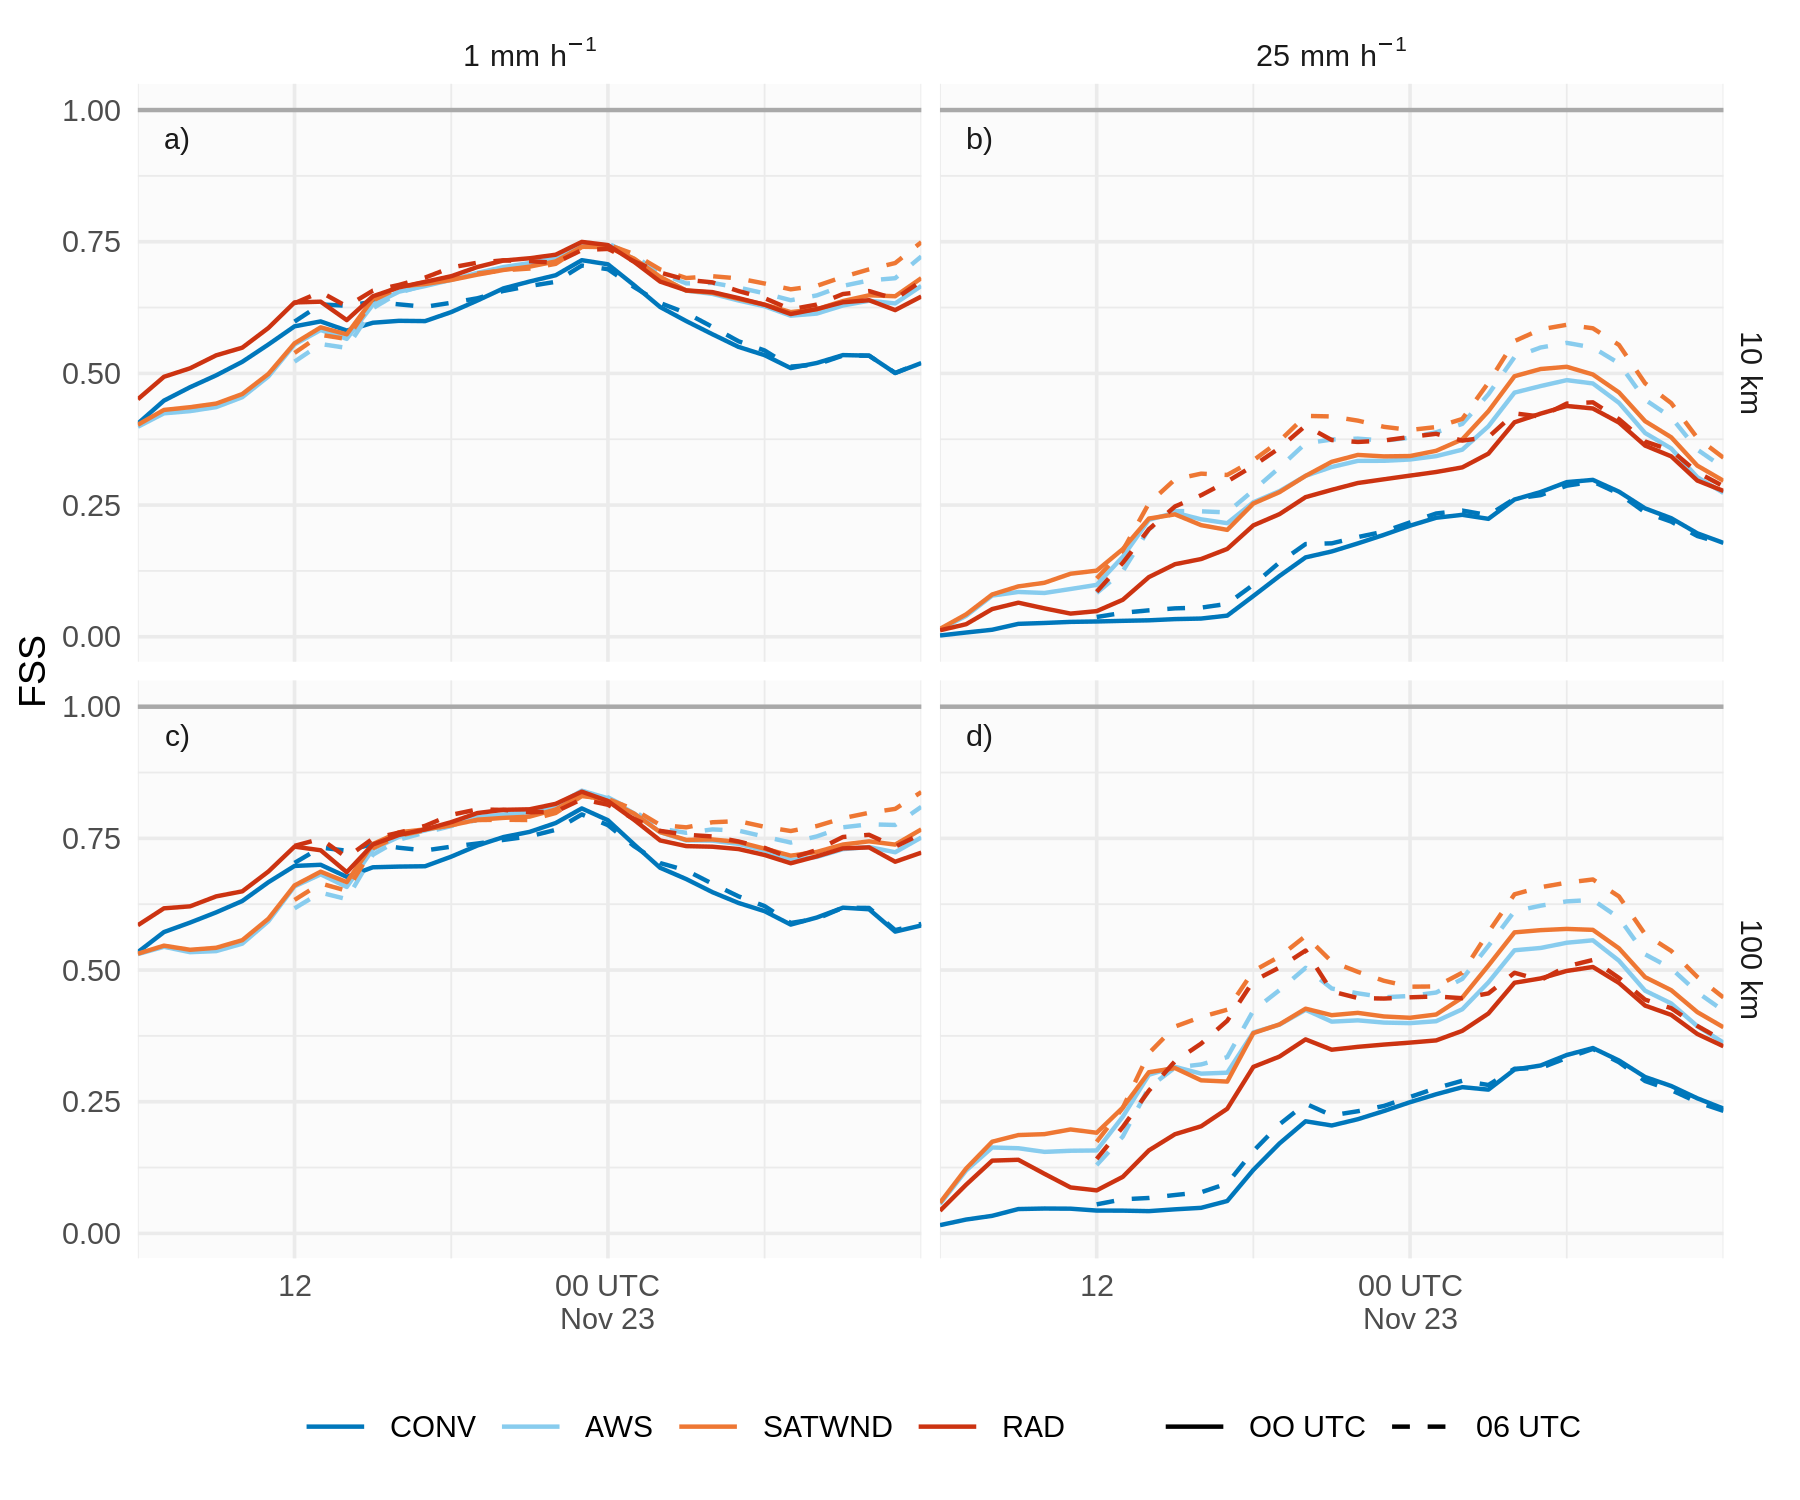 1 mm h⁻¹
25 mm h⁻¹
1.00
0.75
0.50
0.25
0.00
a)
b)
10 km
FSS
1.00
0.75
0.50
0.25
0.00
c)
d)
100 km
12
00 UTC
Nov 23
12
00 UTC
Nov 23
CONV AWS SATWND RAD OO UTC 06 UTC